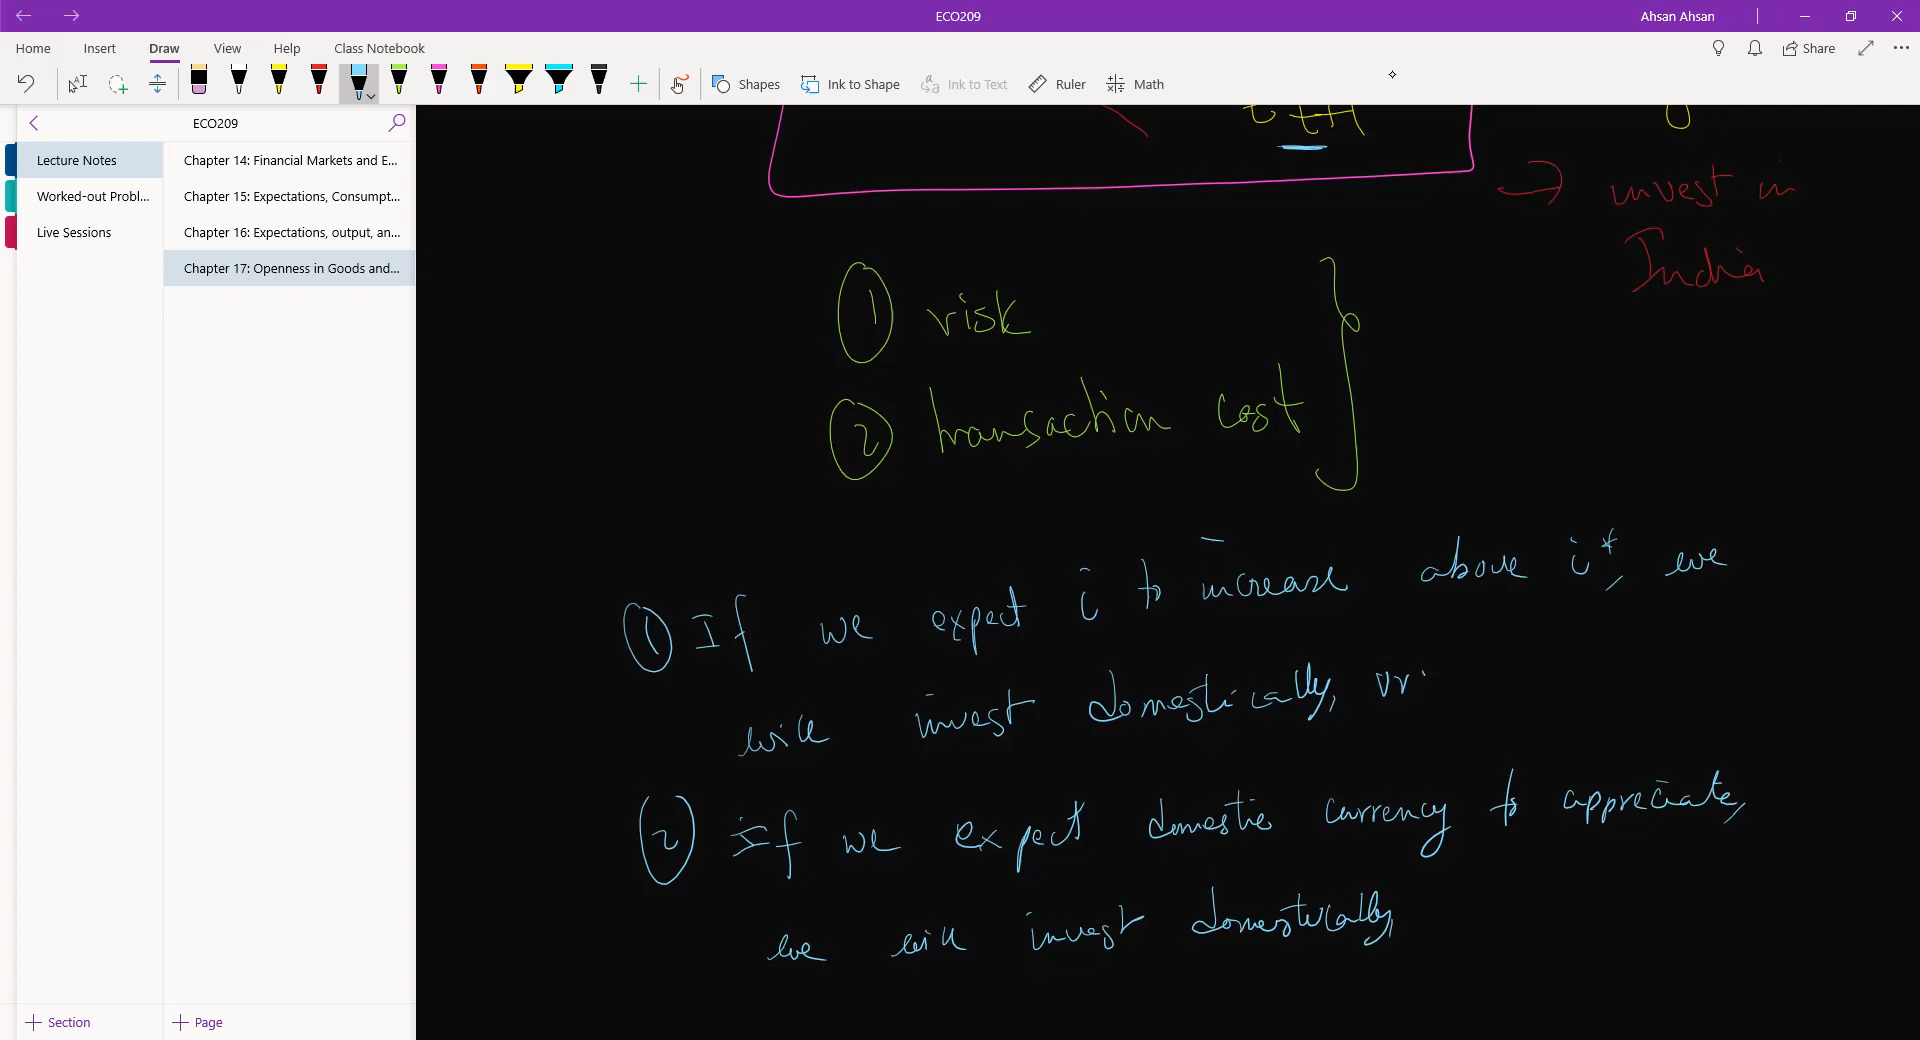 ECO209
Ahsan Ahsan
Home Insert Draw View Help Class Notebook
Share
Shapes Ink to Shape Ink to Text Ruler Math
ECO209
Lecture Notes
Worked-out Probl...
Live Sessions
Chapter 14: Financial Markets and E...
Chapter 15: Expectations, Consumpt...
Chapter 16: Expectations, output, an...
Chapter 17: Openness in Goods and...
→ invest in
India
① risk
② transaction cost
① If we expect i to increase above i*, we
will invest domestically, vv.
② If we expect domestic currency to appreciate,
we will invest domestically,
Section
Page